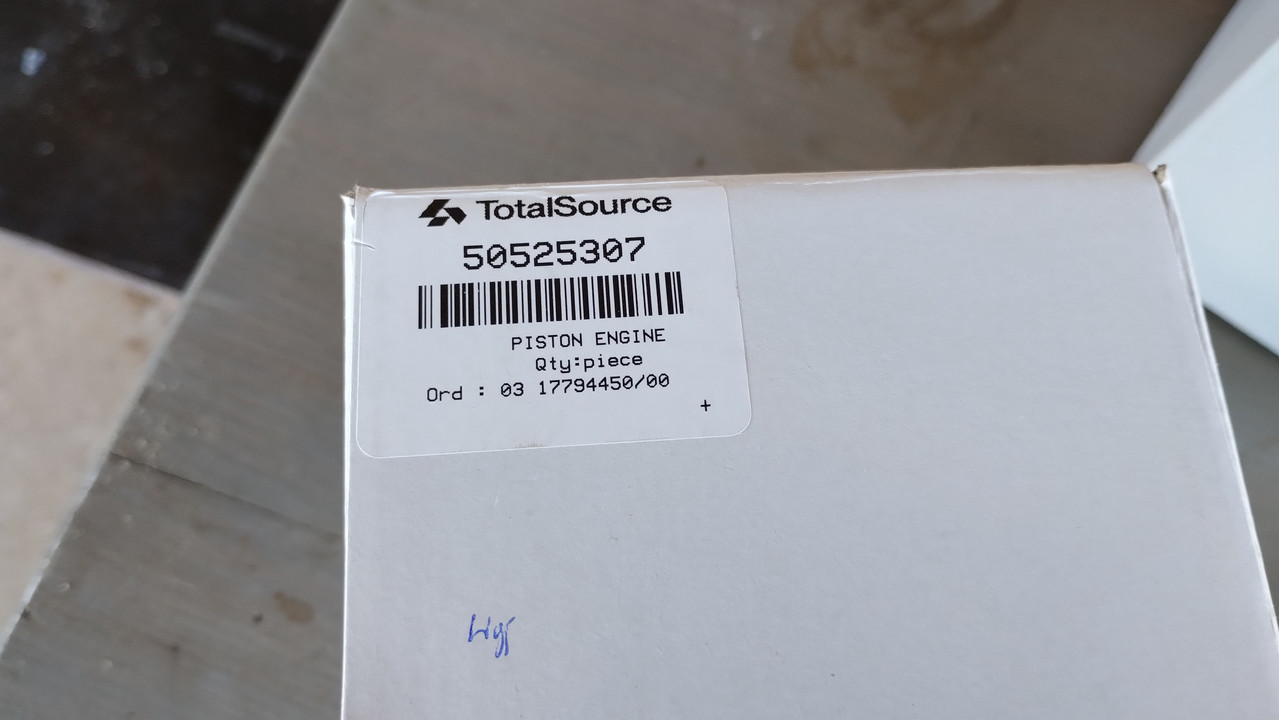 TotalSource
50525307
PISTON ENGINE
Qty:piece
Ord : 03 17794450/00
+